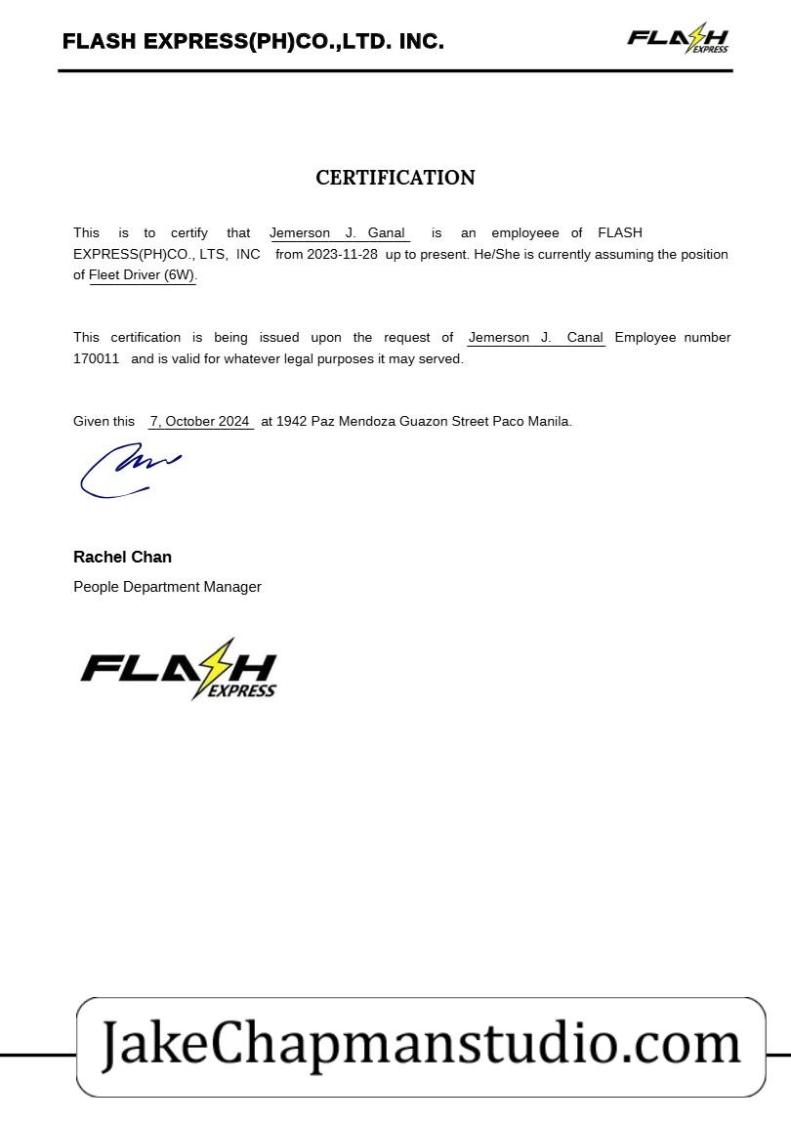 FLASH EXPRESS(PH)CO.,LTD. INC.
FLASH EXPRESS
CERTIFICATION
This is to certify that Jemerson J. Ganal is an employeee of FLASH
EXPRESS(PH)CO., LTS, INC from 2023-11-28 up to present. He/She is currently assuming the position
of Fleet Driver (6W).
This certification is being issued upon the request of Jemerson J. Canal Employee number
170011 and is valid for whatever legal purposes it may served.
Given this 7, October 2024 at 1942 Paz Mendoza Guazon Street Paco Manila.
Rachel Chan
People Department Manager
FLASH EXPRESS
JakeChapmanstudio.com